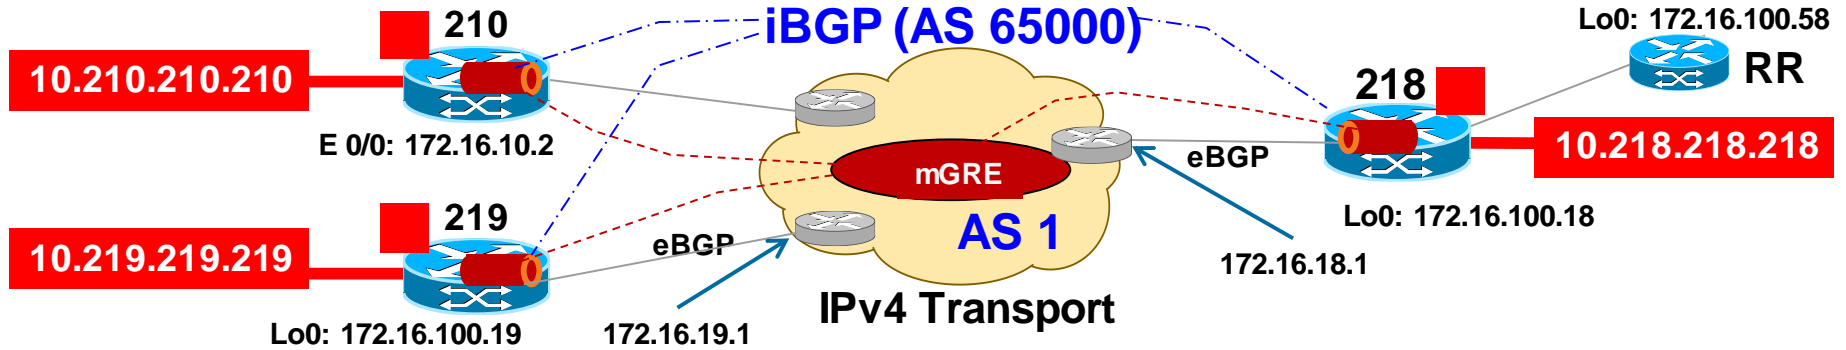 210
iBGP (AS 65000)
Lo0: 172.16.100.58
10.210.210.210
218
RR
E 0/0: 172.16.10.2
eBGP
10.218.218.218
mGRE
219
Lo0: 172.16.100.18
10.219.219.219
eBGP
AS 1
172.16.18.1
IPv4 Transport
Lo0: 172.16.100.19
172.16.19.1